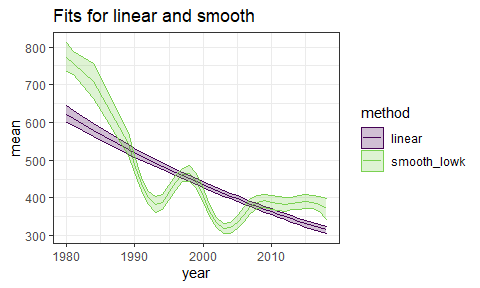 Fits for linear and smooth
800
700
600
500
400
300
mean
1980
1990
2000
2010
year
method
linear
smooth_lowk